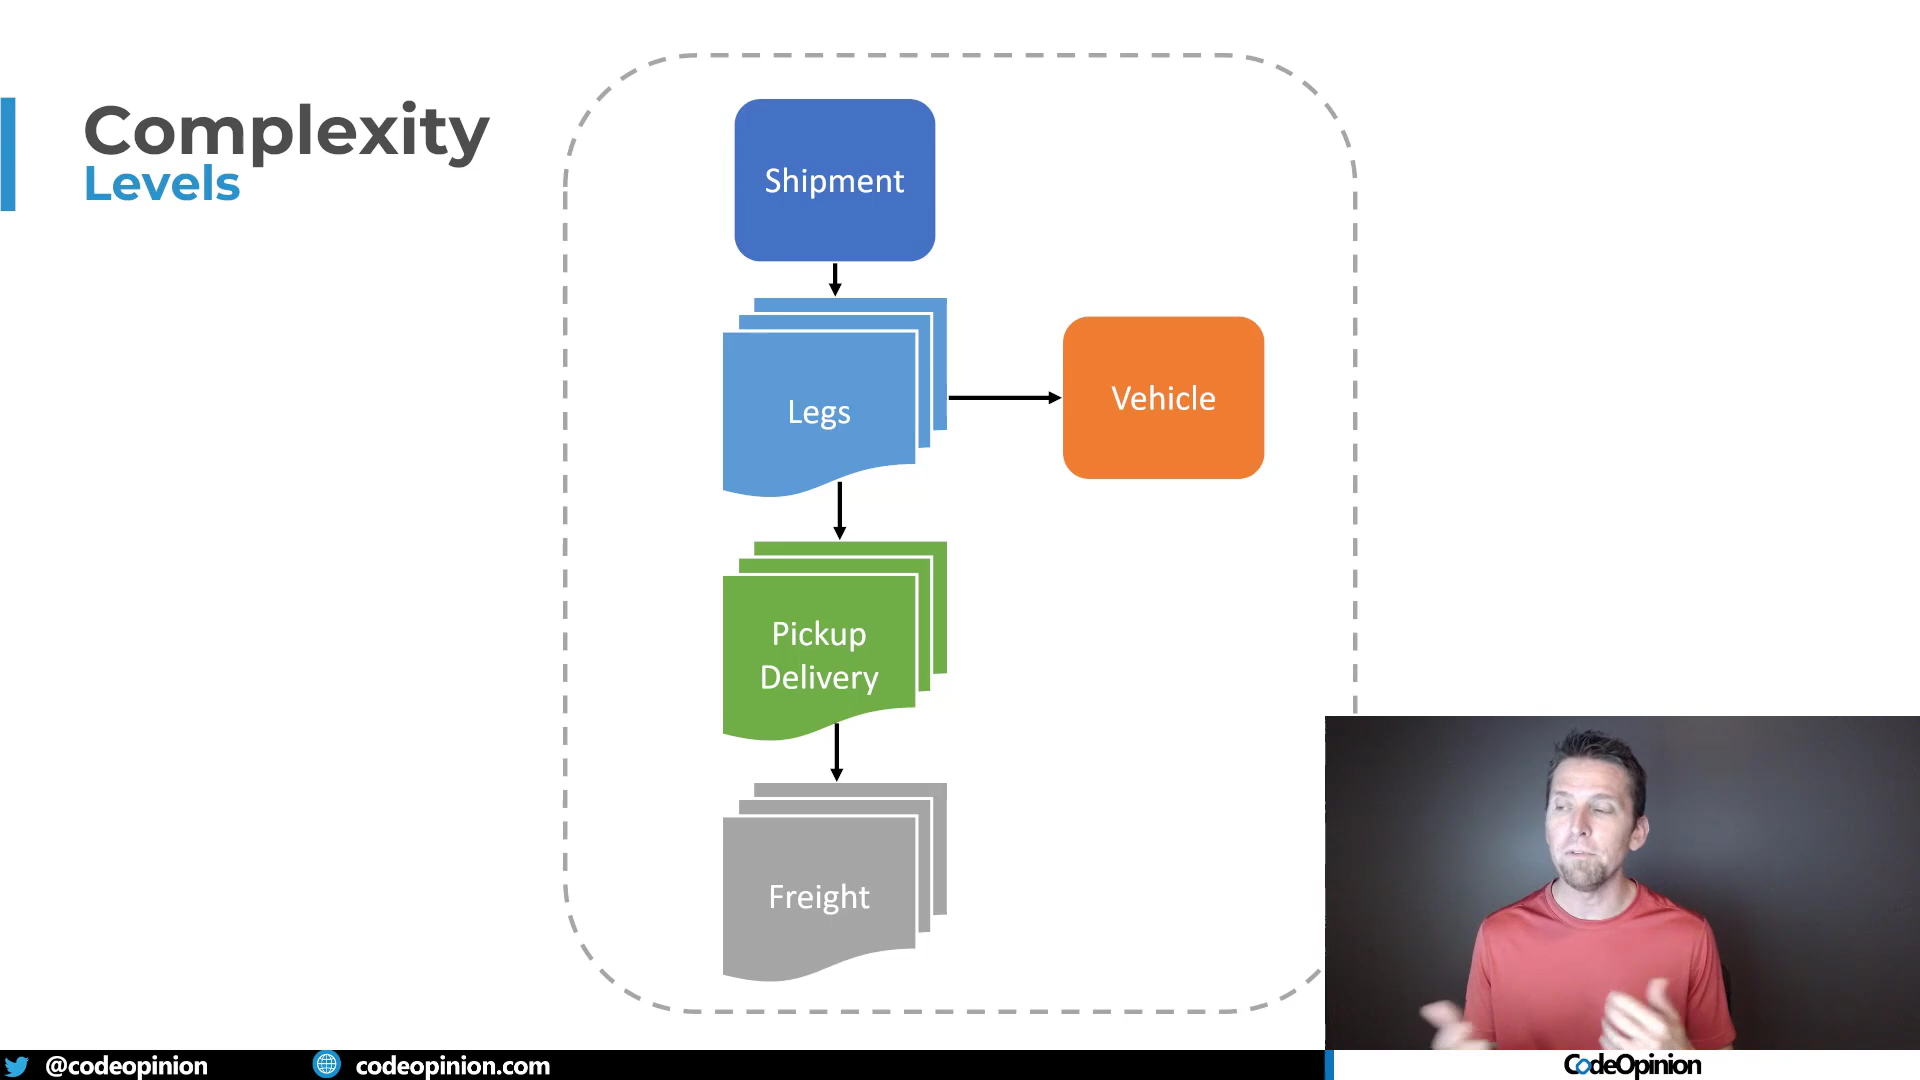 Complexity
Levels
Shipment
Legs
Vehicle
Pickup
Delivery
Freight
@codeopinion
codeopinion.com
CodeOpinion